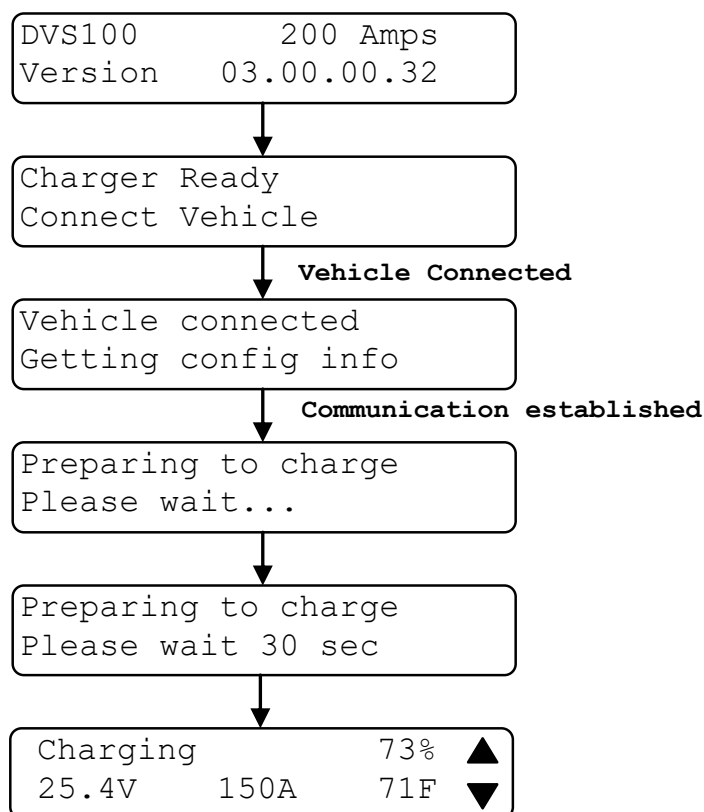 DVS100 200 Amps
Version 03.00.00.32
Charger Ready
Connect Vehicle
Vehicle Connected
Vehicle connected
Getting config info
Communication established
Preparing to charge
Please wait...
Preparing to charge
Please wait 30 sec
Charging 73% ▲
25.4V 150A 71F ▼